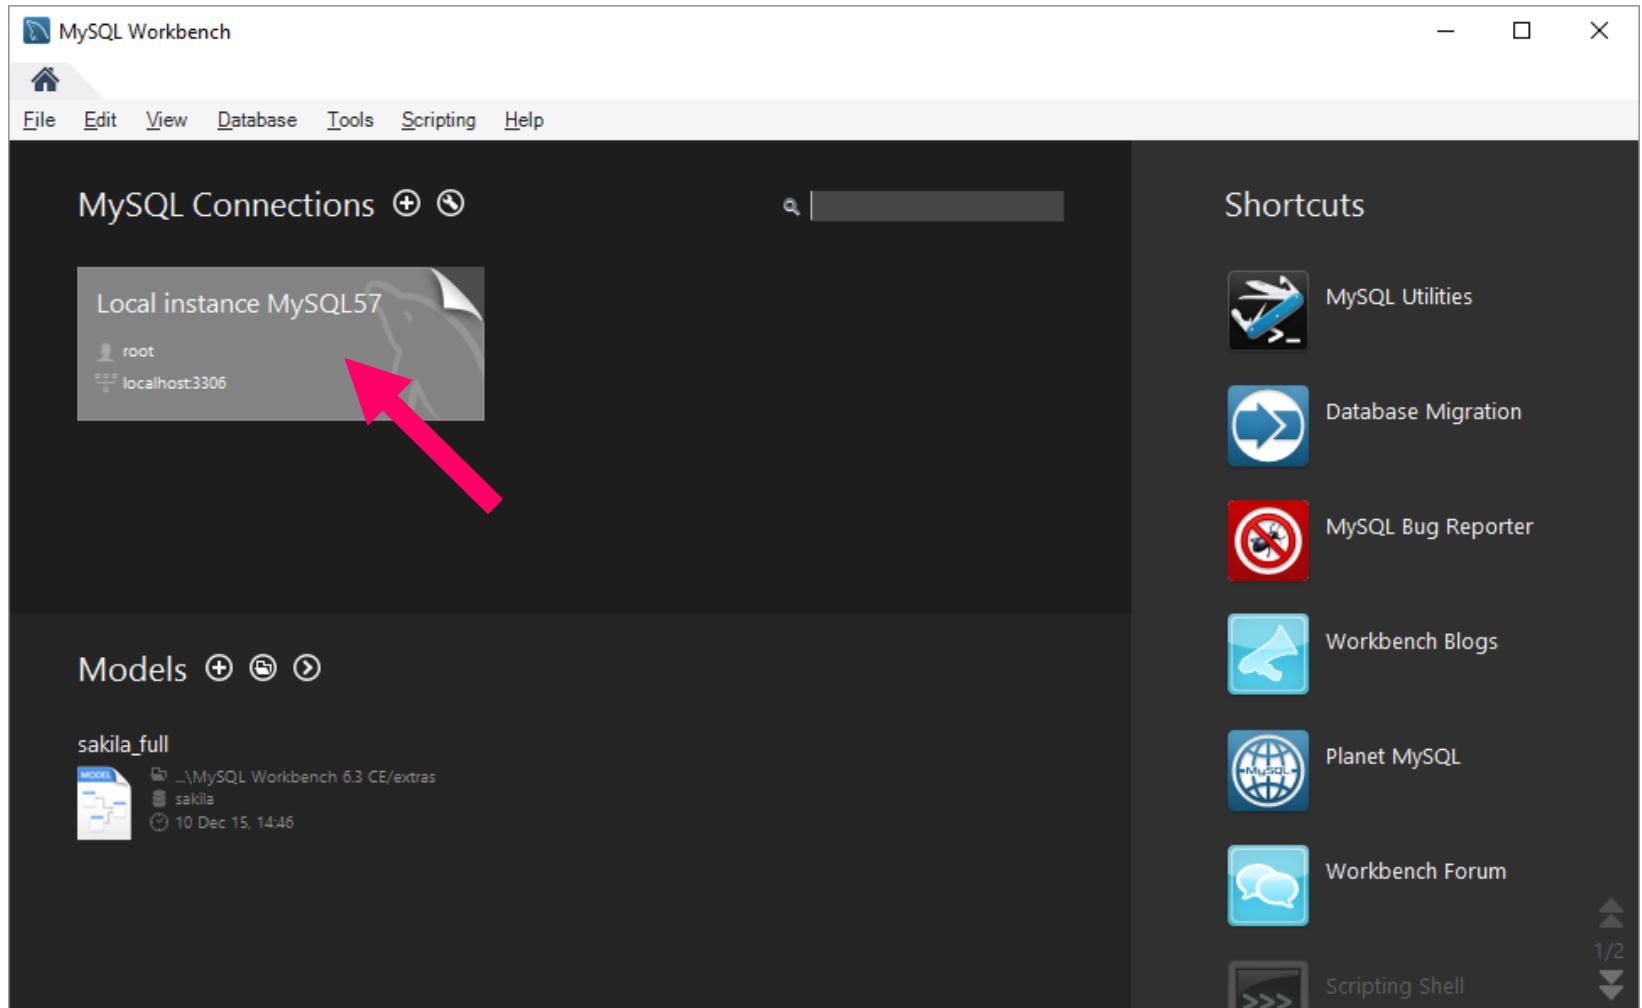 MySQL Workbench
File Edit View Database Tools Scripting Help
MySQL Connections
Local instance MySQL57
root
localhost:3306
Models
sakila_full
MODEL
...\MySQL Workbench 6.3 CE/extras
sakila
10 Dec 15, 14:46
Shortcuts
MySQL Utilities
Database Migration
MySQL Bug Reporter
Workbench Blogs
MySQL
Planet MySQL
Workbench Forum
>>>
Scripting Shell
1/2